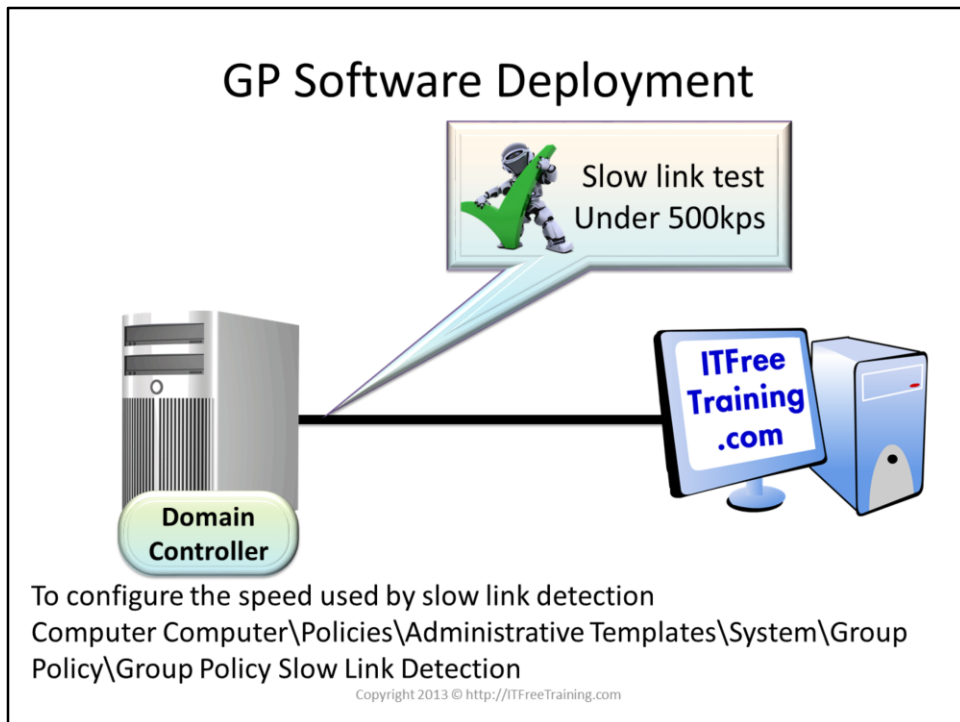 GP Software Deployment
Slow link test
Under 500kps
ITFree
Training
.com
Domain
Controller
To configure the speed used by slow link detection
Computer Computer\Policies\Administrative Templates\System\Group
Policy\Group Policy Slow Link Detection
Copyright 2013 © http://ITFreeTraining.com